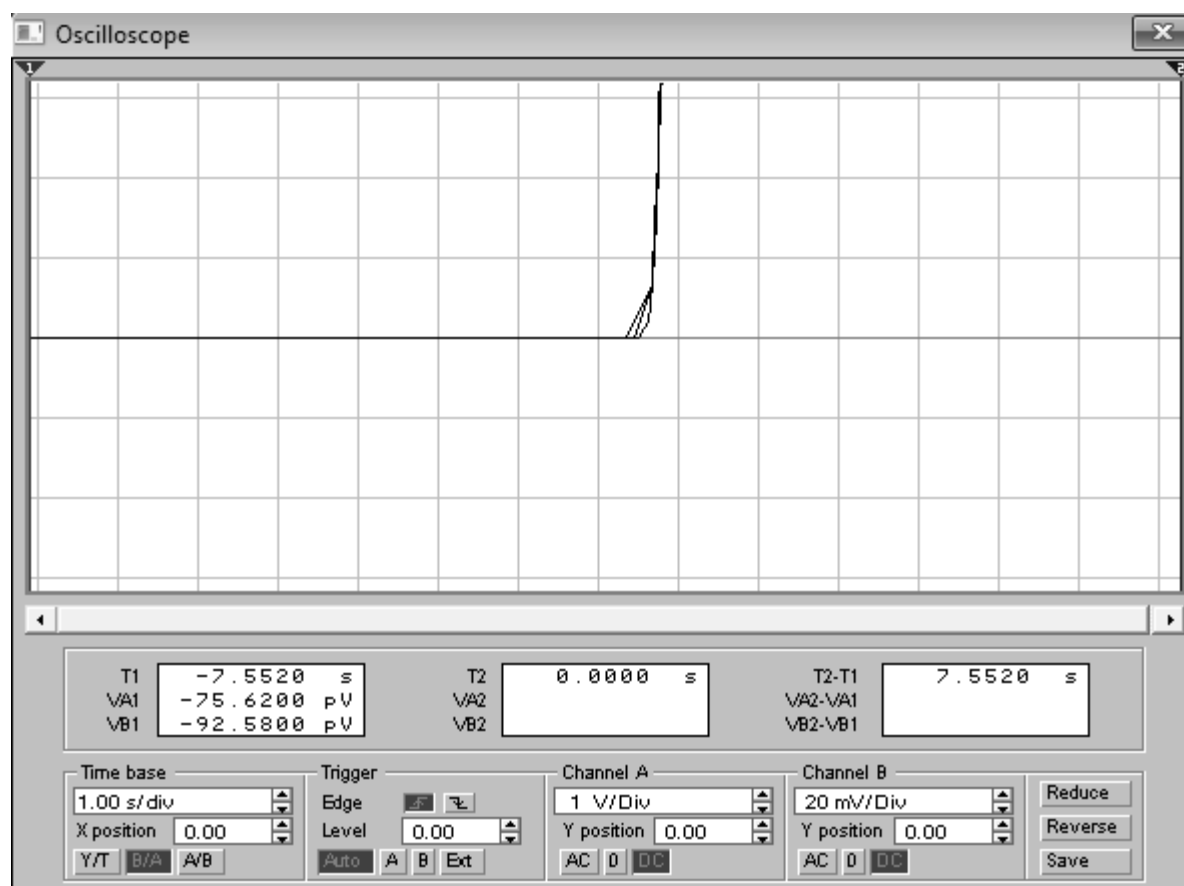 Oscilloscope
1
2
T1 -7.5520 s
VA1 -75.6200 pV
VB1 -92.5800 pV
T2 0.0000 s
VA2
VB2
T2-T1 7.5520 s
VA2-VA1
VB2-VB1
Time base
1.00 s/div
X position 0.00
Y/T B/A A/B
Trigger
Edge
Level 0.00
Auto A B Ext
Channel A
1 V/Div
Y position 0.00
AC 0 DC
Channel B
20 mV/Div
Y position 0.00
AC 0 DC
Reduce
Reverse
Save